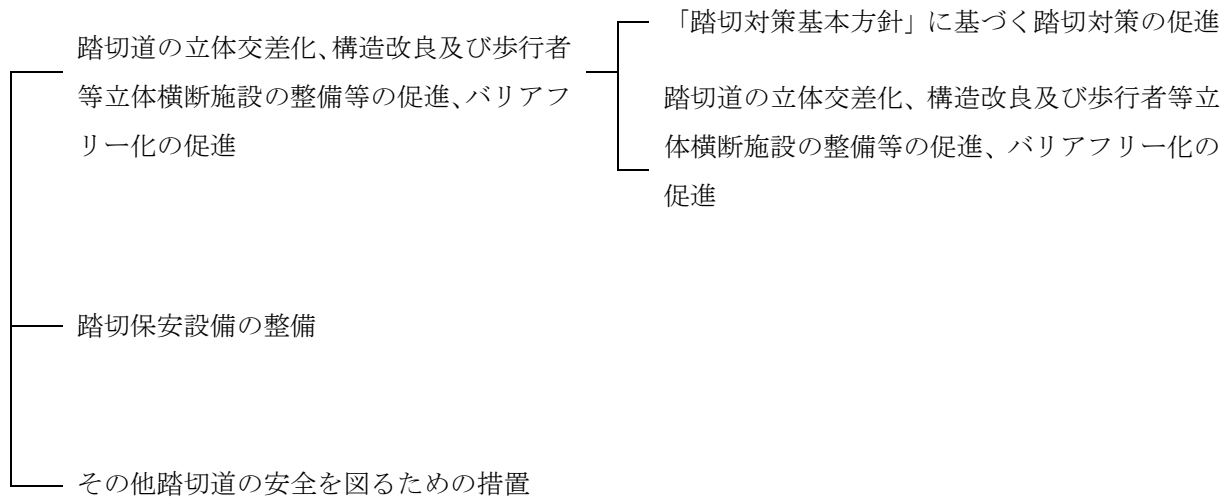 踏切道の立体交差化、構造改良及び歩行者
等立体横断施設の整備等の促進、バリアフ
リー化の促進
「踏切対策基本方針」に基づく踏切対策の促進
踏切道の立体交差化、構造改良及び歩行者等立
体横断施設の整備等の促進、バリアフリー化の
促進
踏切保安設備の整備
その他踏切道の安全を図るための措置